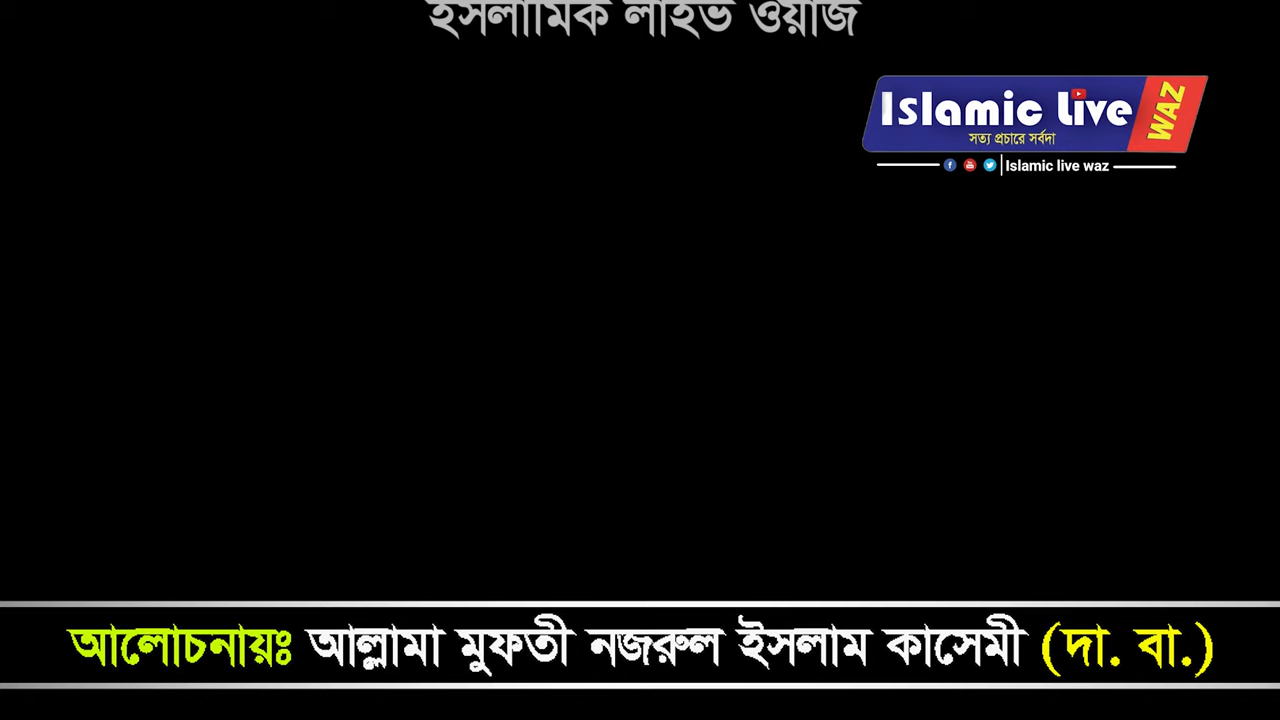 ইসলামিক লাইভ ওয়াজ
Islamic Live WAZ
সত্য প্রচারে সর্বদা
Islamic live waz
আলোচনায়ঃ আল্লামা মুফতী নজরুল ইসলাম কাসেমী (দা. বা.)